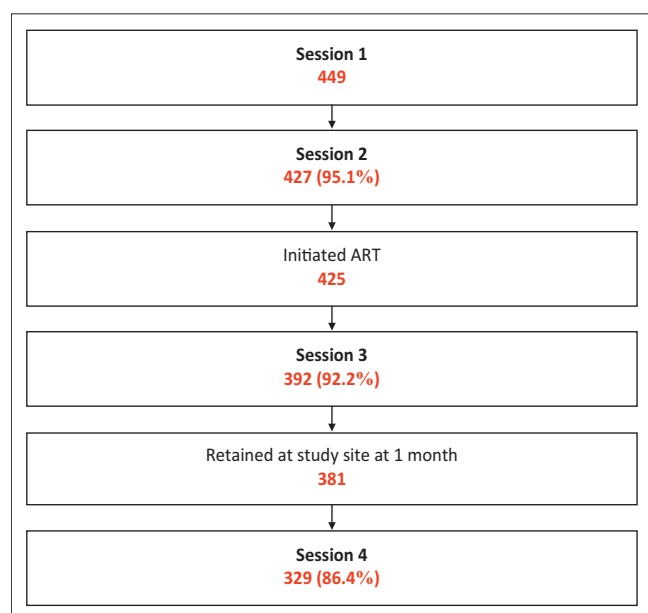 Session 1
449
Session 2
427 (95.1%)
Initiated ART
425
Session 3
392 (92.2%)
Retained at study site at 1 month
381
Session 4
329 (86.4%)